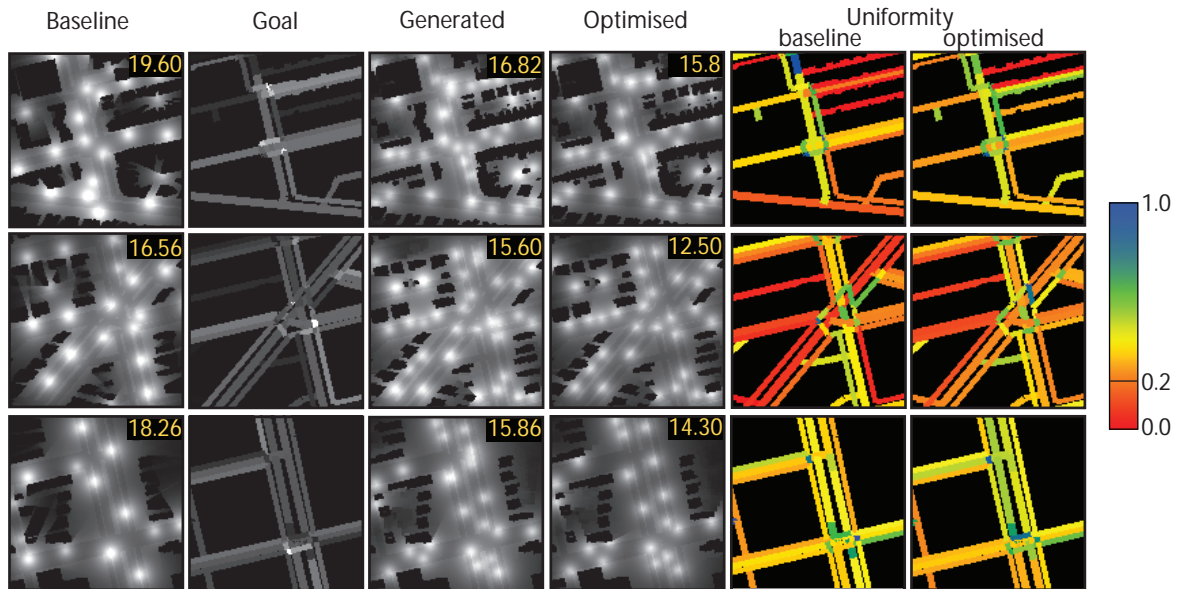 Baseline
Goal
Generated
Optimised
Uniformity
baseline
optimised
19.60
16.82
15.8
16.56
15.60
12.50
18.26
15.86
14.30
1.0
0.2
0.0